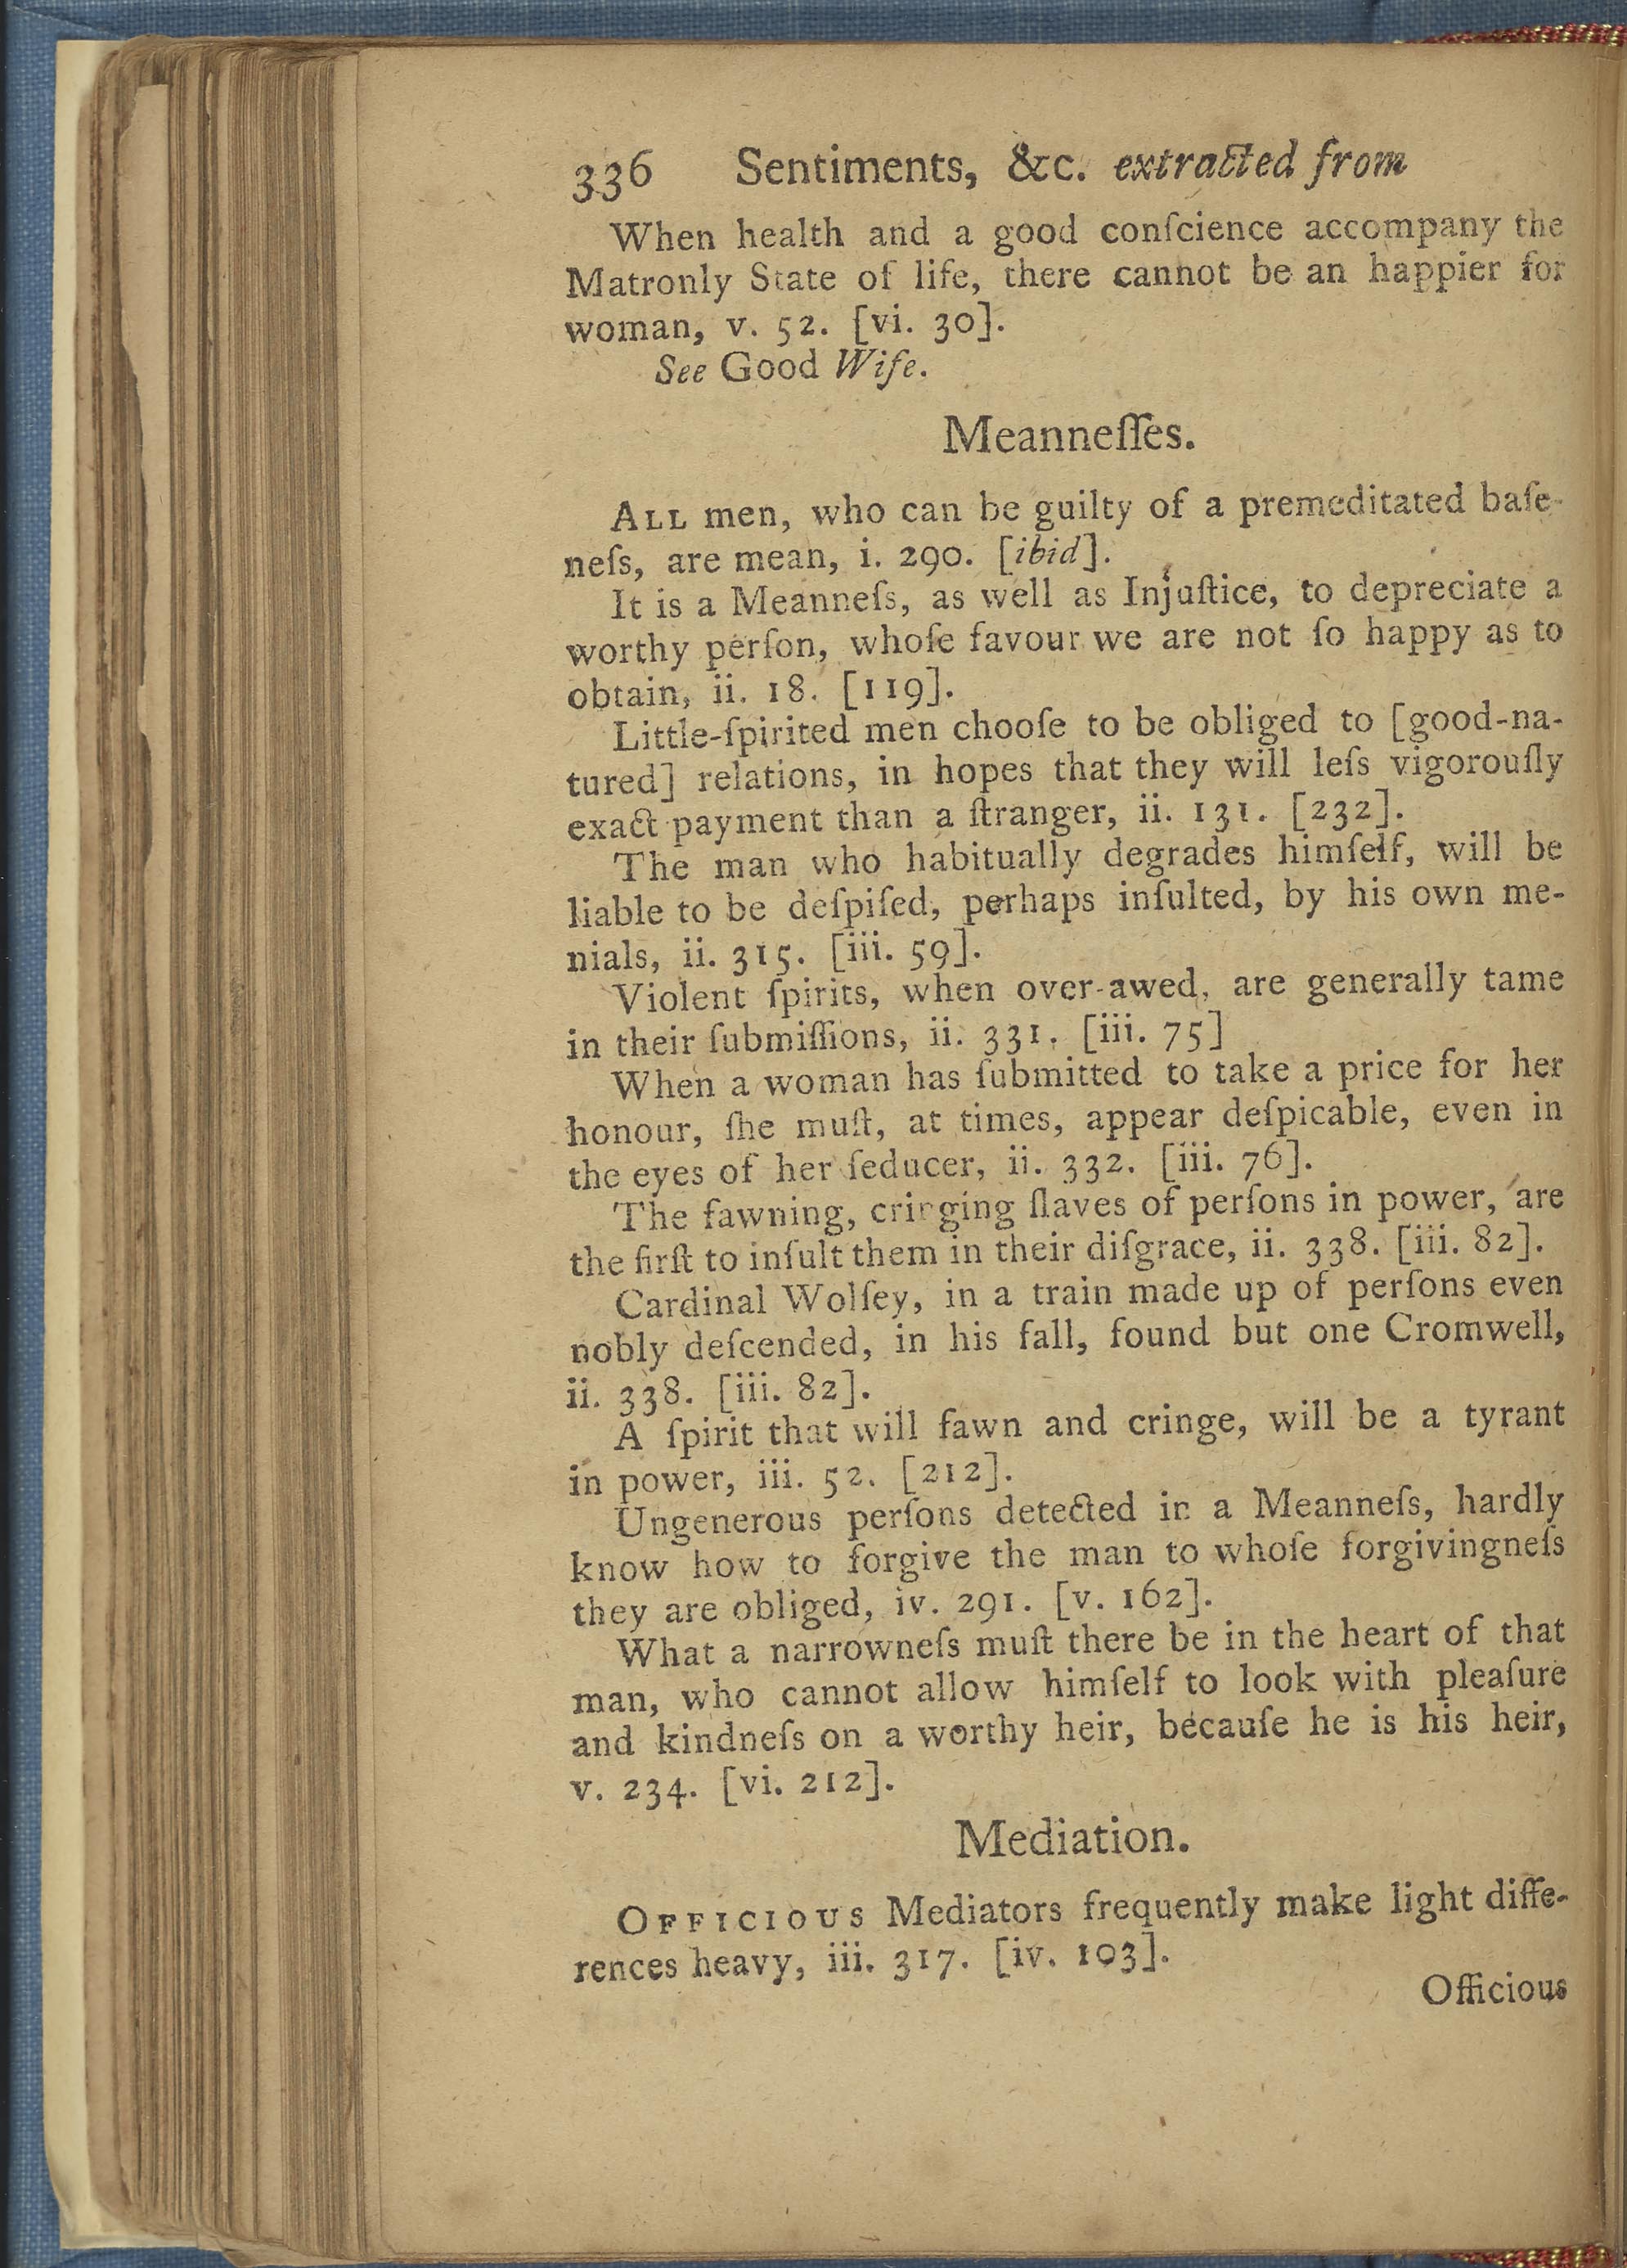 336 Sentiments, &c. extracted from
When health and a good conſcience accompany the
Matronly State of life, there cannot be an happier for
woman, v. 52. [vi. 30].
See Good Wife.
Meanneſſes.
ALL men, who can be guilty of a premeditated baſe-
neſs, are mean, i. 290. [ibid].
It is a Meanneſs, as well as Injuſtice, to depreciate a
worthy perſon, whoſe favour we are not ſo happy as to
obtain, ii. 18. [119].
Little-ſpirited men chooſe to be obliged to [good-na-
tured] relations, in hopes that they will leſs vigorouſly
exact payment than a ſtranger, ii. 131. [232].
The man who habitually degrades himſelf, will be
liable to be deſpiſed, perhaps inſulted, by his own me-
nials, ii. 315. [iii. 59].
Violent ſpirits, when over-awed, are generally tame
in their ſubmiſſions, ii. 331. [iii. 75]
When a woman has ſubmitted to take a price for her
honour, ſhe muſt, at times, appear deſpicable, even in
the eyes of her ſeducer, ii. 332. [iii. 76].
The fawning, cringing ſlaves of perſons in power, are
the firſt to inſult them in their diſgrace, ii. 338. [iii. 82].
Cardinal Wolſey, in a train made up of perſons even
nobly deſcended, in his fall, found but one Cromwell,
ii. 338. [iii. 82].
A ſpirit that will fawn and cringe, will be a tyrant
in power, iii. 52. [212].
Ungenerous perſons detected in a Meanneſs, hardly
know how to forgive the man to whoſe forgivingneſs
they are obliged, iv. 291. [v. 162].
What a narrowneſs muſt there be in the heart of that
man, who cannot allow himſelf to look with pleaſure
and kindneſs on a worthy heir, becauſe he is his heir,
v. 234. [vi. 212].
Mediation.
OFFICIOUS Mediators frequently make light diffe-
rences heavy, iii. 317. [iv. 103].
Officious